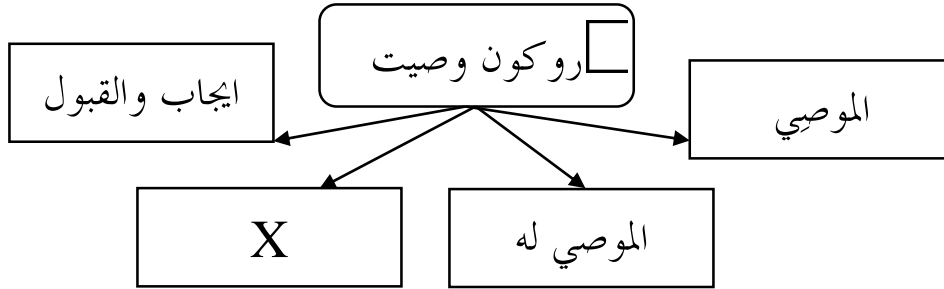 روكون وصيت
الموصِي
الموصي له
X
ايجاب والقبول